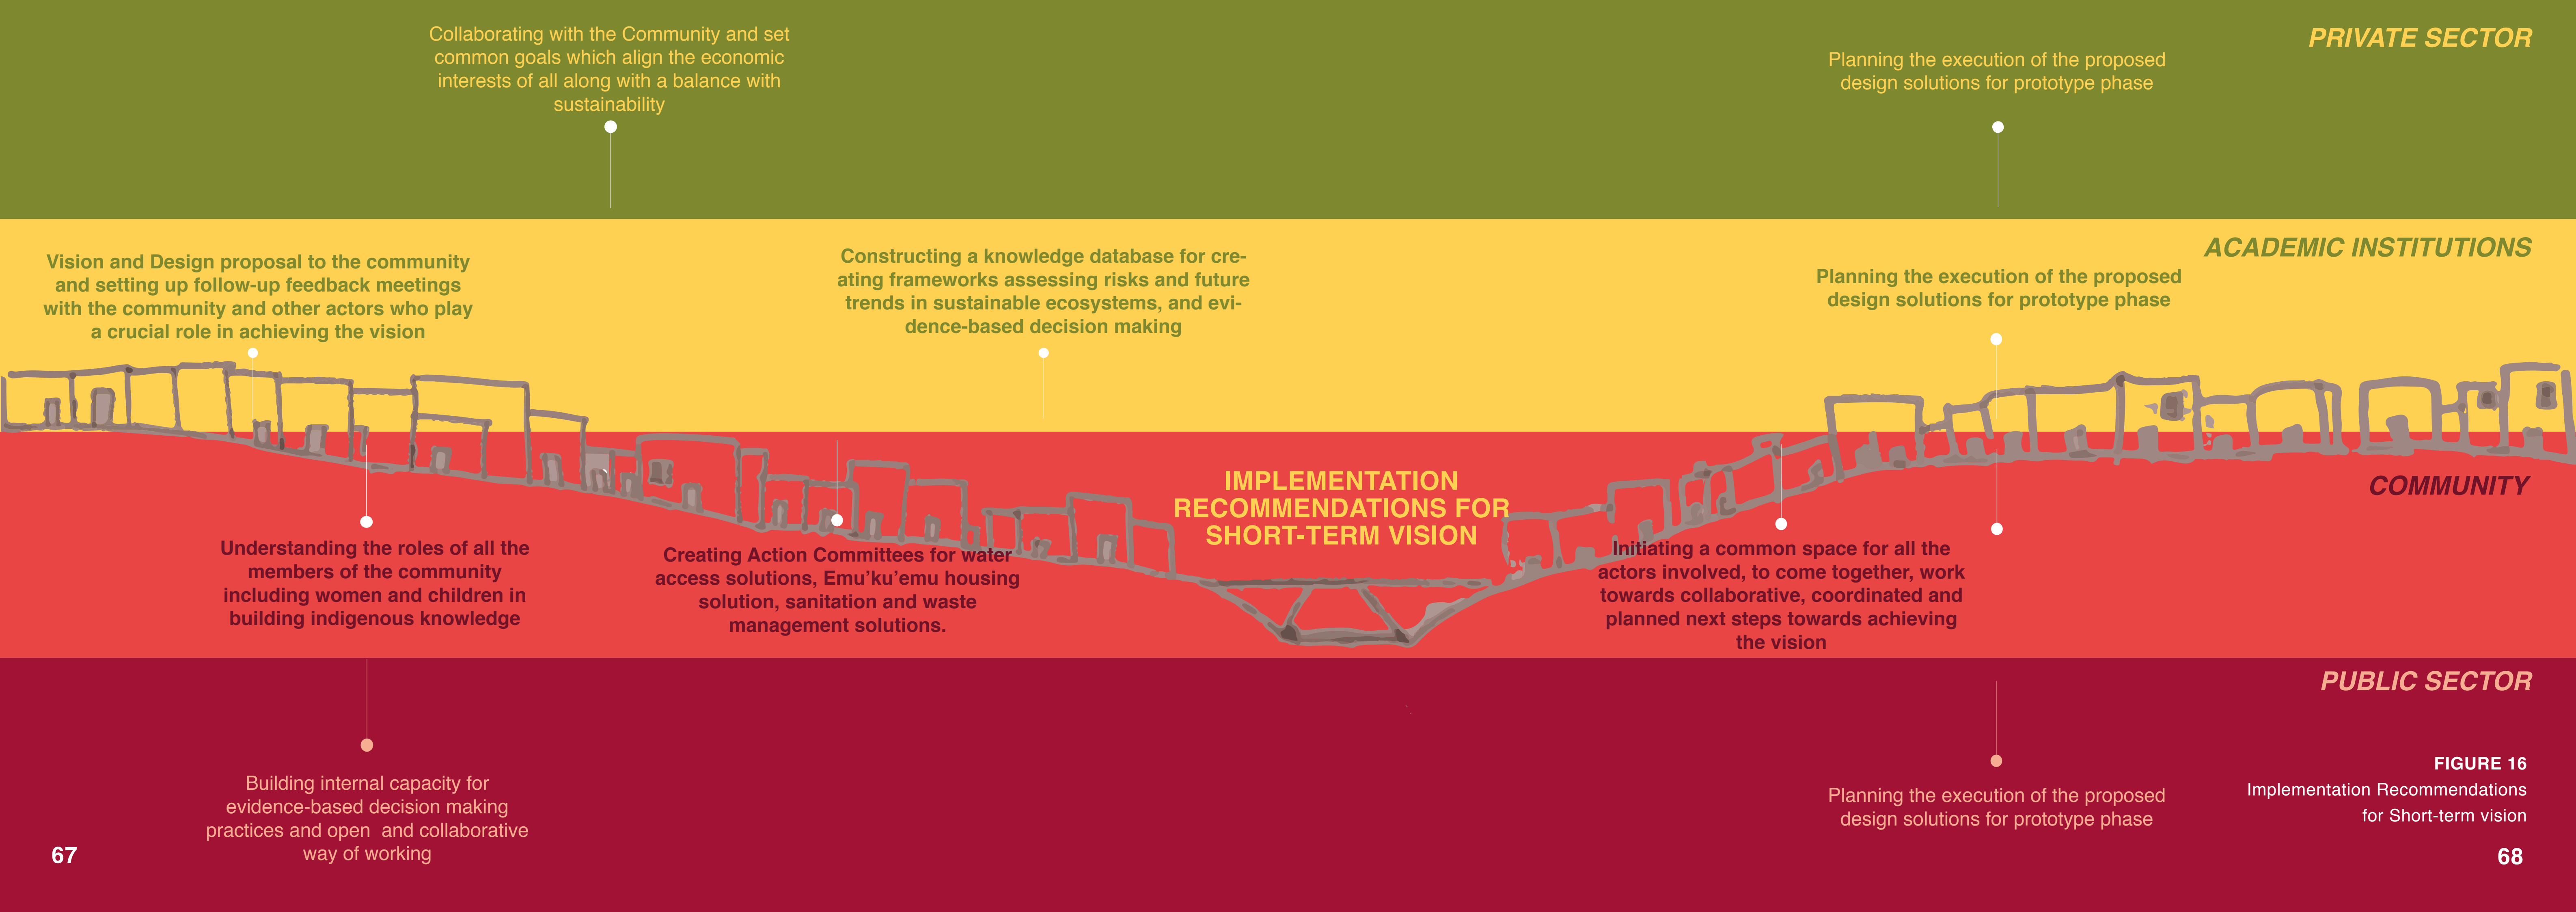 PRIVATE SECTOR
Collaborating with the Community and set
common goals which align the economic
interests of all along with a balance with
sustainability
Planning the execution of the proposed
design solutions for prototype phase
ACADEMIC INSTITUTIONS
Vision and Design proposal to the community
and setting up follow-up feedback meetings
with the community and other actors who play
a crucial role in achieving the vision
Constructing a knowledge database for cre-
ating frameworks assessing risks and future
trends in sustainable ecosystems, and evi-
dence-based decision making
Planning the execution of the proposed
design solutions for prototype phase
IMPLEMENTATION
RECOMMENDATIONS FOR
SHORT-TERM VISION
COMMUNITY
Understanding the roles of all the
members of the community
including women and children in
building indigenous knowledge
Creating Action Committees for water
access solutions, Emu’ku’emu housing
solution, sanitation and waste
management solutions.
Initiating a common space for all the
actors involved, to come together, work
towards collaborative, coordinated and
planned next steps towards achieving
the vision
PUBLIC SECTOR
Building internal capacity for
evidence-based decision making
practices and open  and collaborative
way of working
Planning the execution of the proposed
design solutions for prototype phase
FIGURE 16
Implementation Recommendations
for Short-term vision
67
68